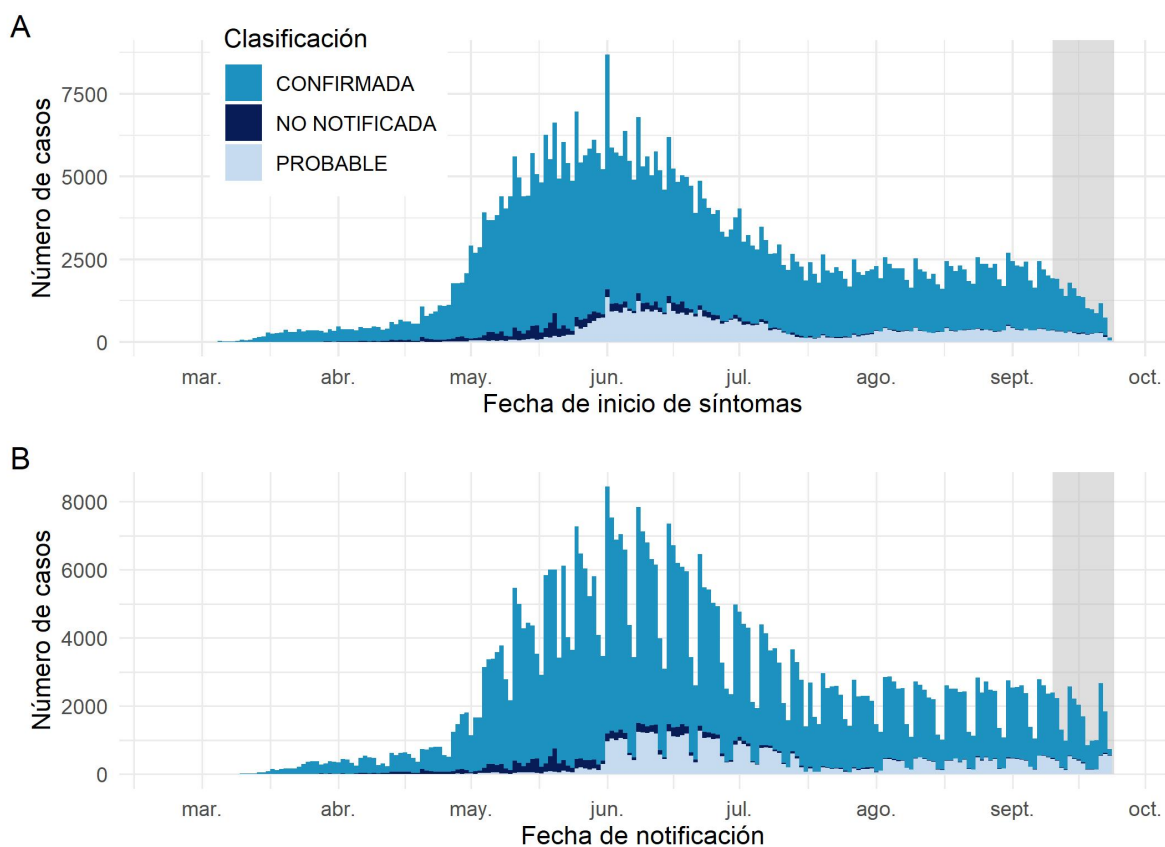 A
Clasificación
CONFIRMADA
NO NOTIFICADA
PROBABLE
Número de casos
7500
5000
2500
0
mar.
abr.
may.
jun.
jul.
ago.
sept.
oct.
Fecha de inicio de síntomas
B
Número de casos
8000
6000
4000
2000
0
mar.
abr.
may.
jun.
jul.
ago.
sept.
oct.
Fecha de notificación